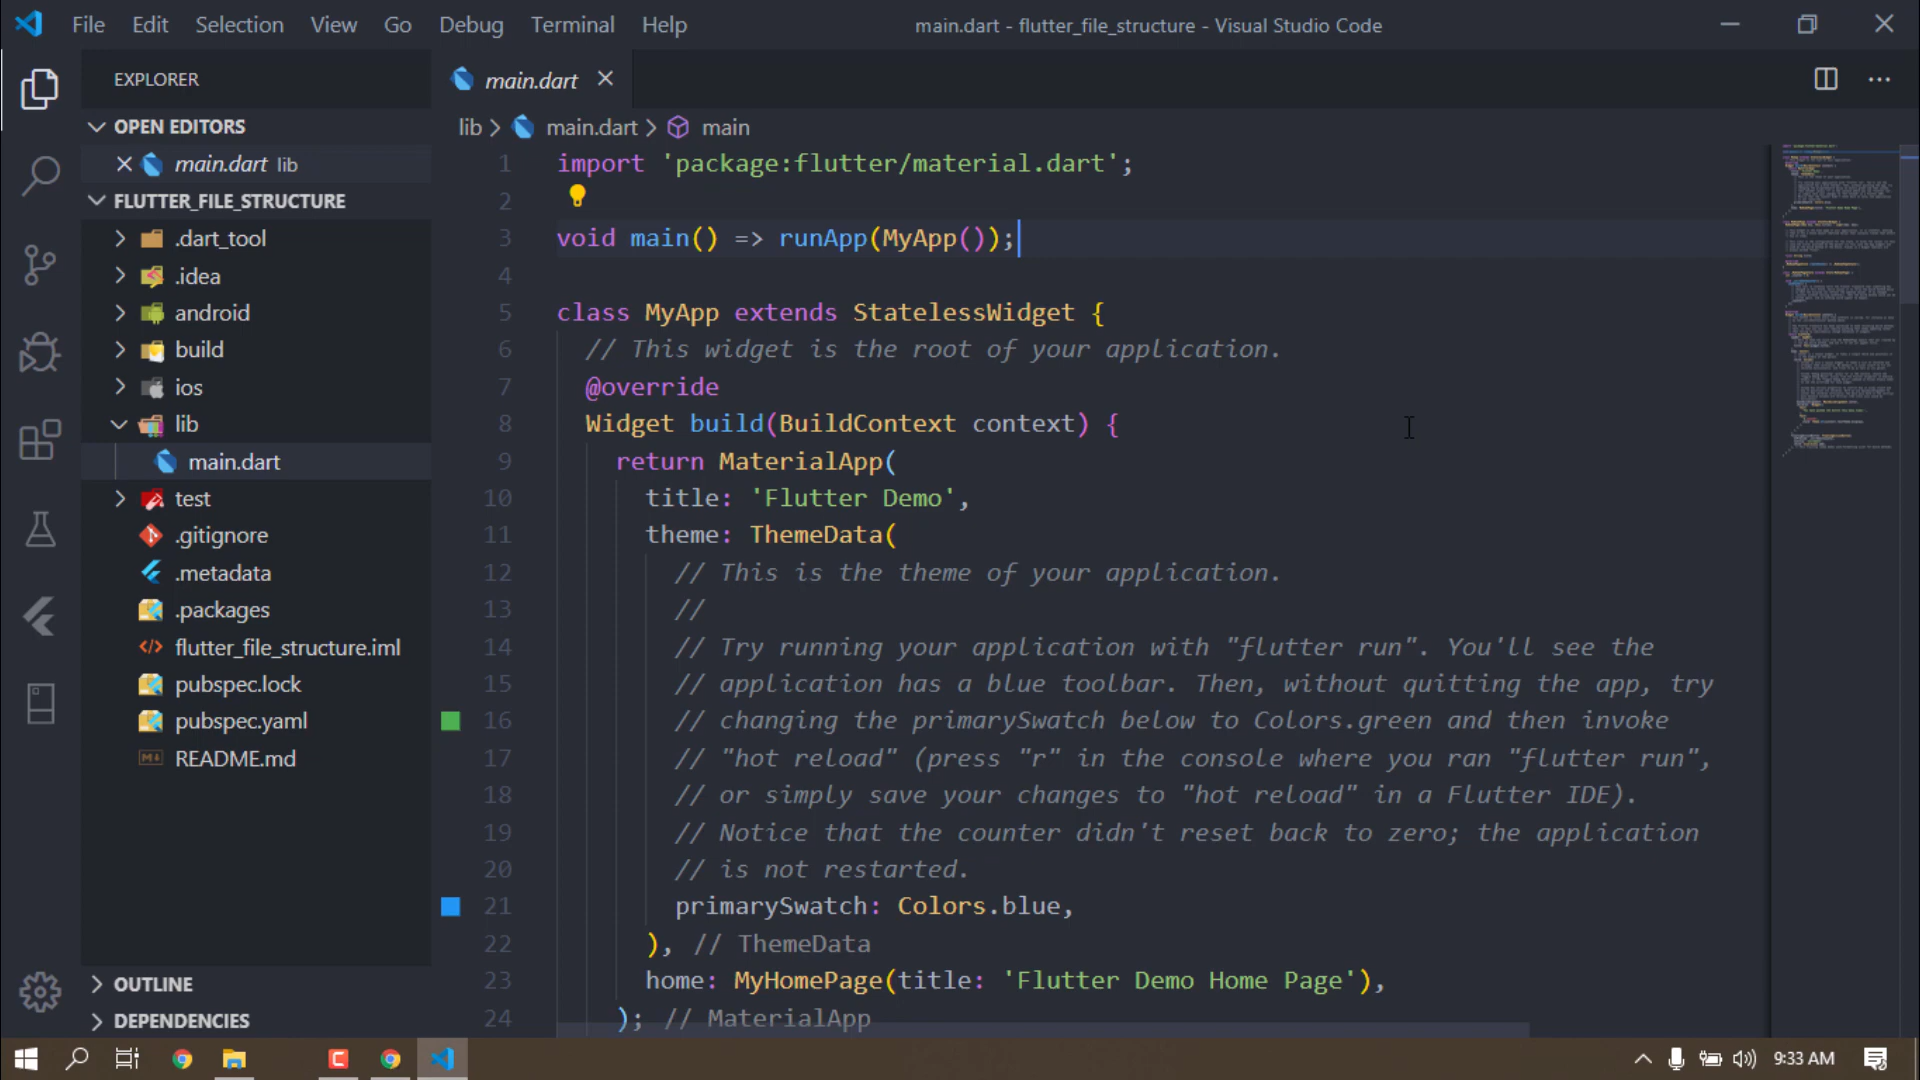 File Edit Selection View Go Debug Terminal Help
main.dart - flutter_file_structure - Visual Studio Code
EXPLORER
OPEN EDITORS
main.dart lib
FLUTTER_FILE_STRUCTURE
.dart_tool
.idea
android
build
ios
lib
main.dart
test
.gitignore
.metadata
.packages
flutter_file_structure.iml
pubspec.lock
pubspec.yaml
README.md
OUTLINE
DEPENDENCIES
main.dart
lib > main.dart > main
1 import 'package:flutter/material.dart';
2
3 void main() => runApp(MyApp());
4
5 class MyApp extends StatelessWidget {
6 // This widget is the root of your application.
7 @override
8 Widget build(BuildContext context) {
9 return MaterialApp(
10 title: 'Flutter Demo',
11 theme: ThemeData(
12 // This is the theme of your application.
13 //
14 // Try running your application with "flutter run". You'll see the
15 // application has a blue toolbar. Then, without quitting the app, try
16 // changing the primarySwatch below to Colors.green and then invoke
17 // "hot reload" (press "r" in the console where you ran "flutter run",
18 // or simply save your changes to "hot reload" in a Flutter IDE).
19 // Notice that the counter didn't reset back to zero; the application
20 // is not restarted.
21 primarySwatch: Colors.blue,
22 ), // ThemeData
23 home: MyHomePage(title: 'Flutter Demo Home Page'),
24 ); // MaterialApp
9:33 AM